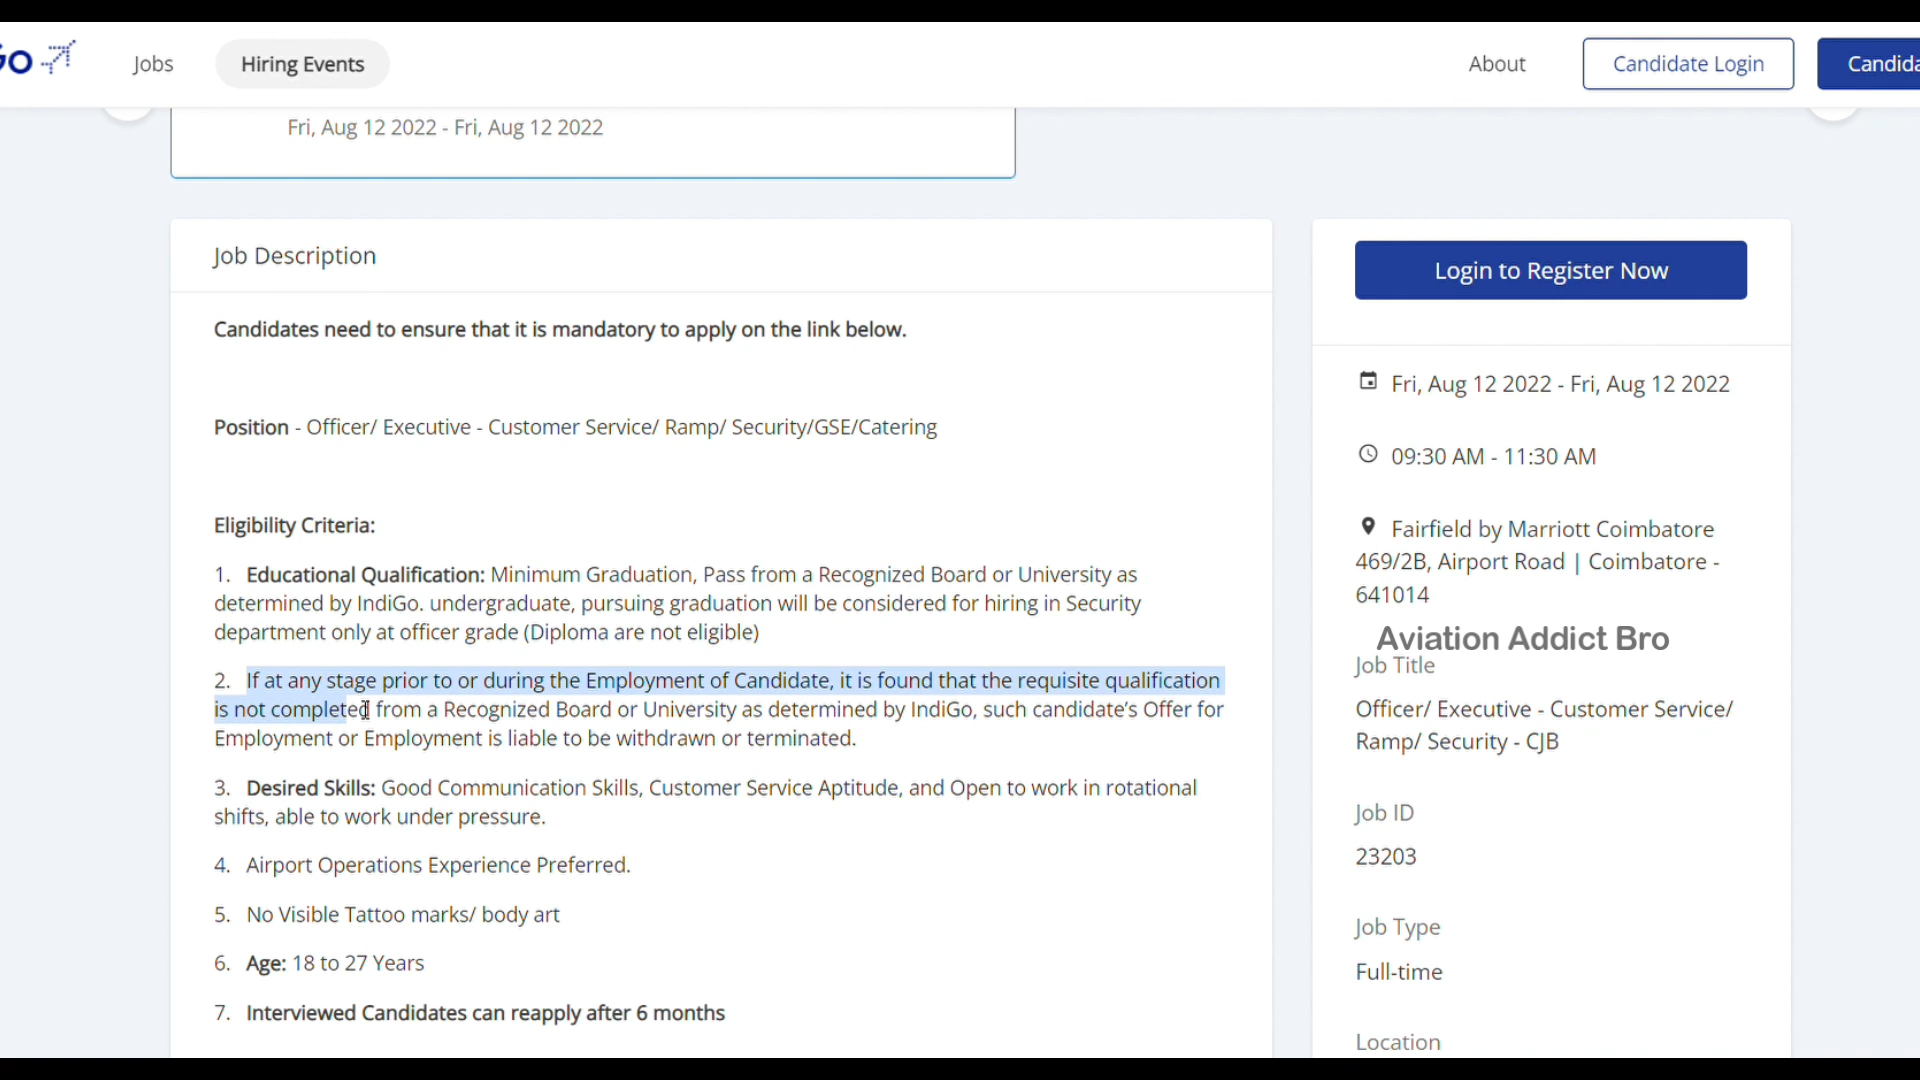 Go
Jobs
Hiring Events
About
Candidate Login
Candida
Fri, Aug 12 2022 - Fri, Aug 12 2022
Job Description
Candidates need to ensure that it is mandatory to apply on the link below.
Position - Officer/ Executive - Customer Service/ Ramp/ Security/GSE/Catering
Eligibility Criteria:
1. Educational Qualification: Minimum Graduation, Pass from a Recognized Board or University as
determined by IndiGo. undergraduate, pursuing graduation will be considered for hiring in Security
department only at officer grade (Diploma are not eligible)
2. If at any stage prior to or during the Employment of Candidate, it is found that the requisite qualification
is not completed from a Recognized Board or University as determined by IndiGo, such candidate’s Offer for
Employment or Employment is liable to be withdrawn or terminated.
3. Desired Skills: Good Communication Skills, Customer Service Aptitude, and Open to work in rotational
shifts, able to work under pressure.
4. Airport Operations Experience Preferred.
5. No Visible Tattoo marks/ body art
6. Age: 18 to 27 Years
7. Interviewed Candidates can reapply after 6 months
Login to Register Now
Fri, Aug 12 2022 - Fri, Aug 12 2022
09:30 AM - 11:30 AM
Fairfield by Marriott Coimbatore
469/2B, Airport Road | Coimbatore -
641014
Aviation Addict Bro
Job Title
Officer/ Executive - Customer Service/
Ramp/ Security - CJB
Job ID
23203
Job Type
Full-time
Location